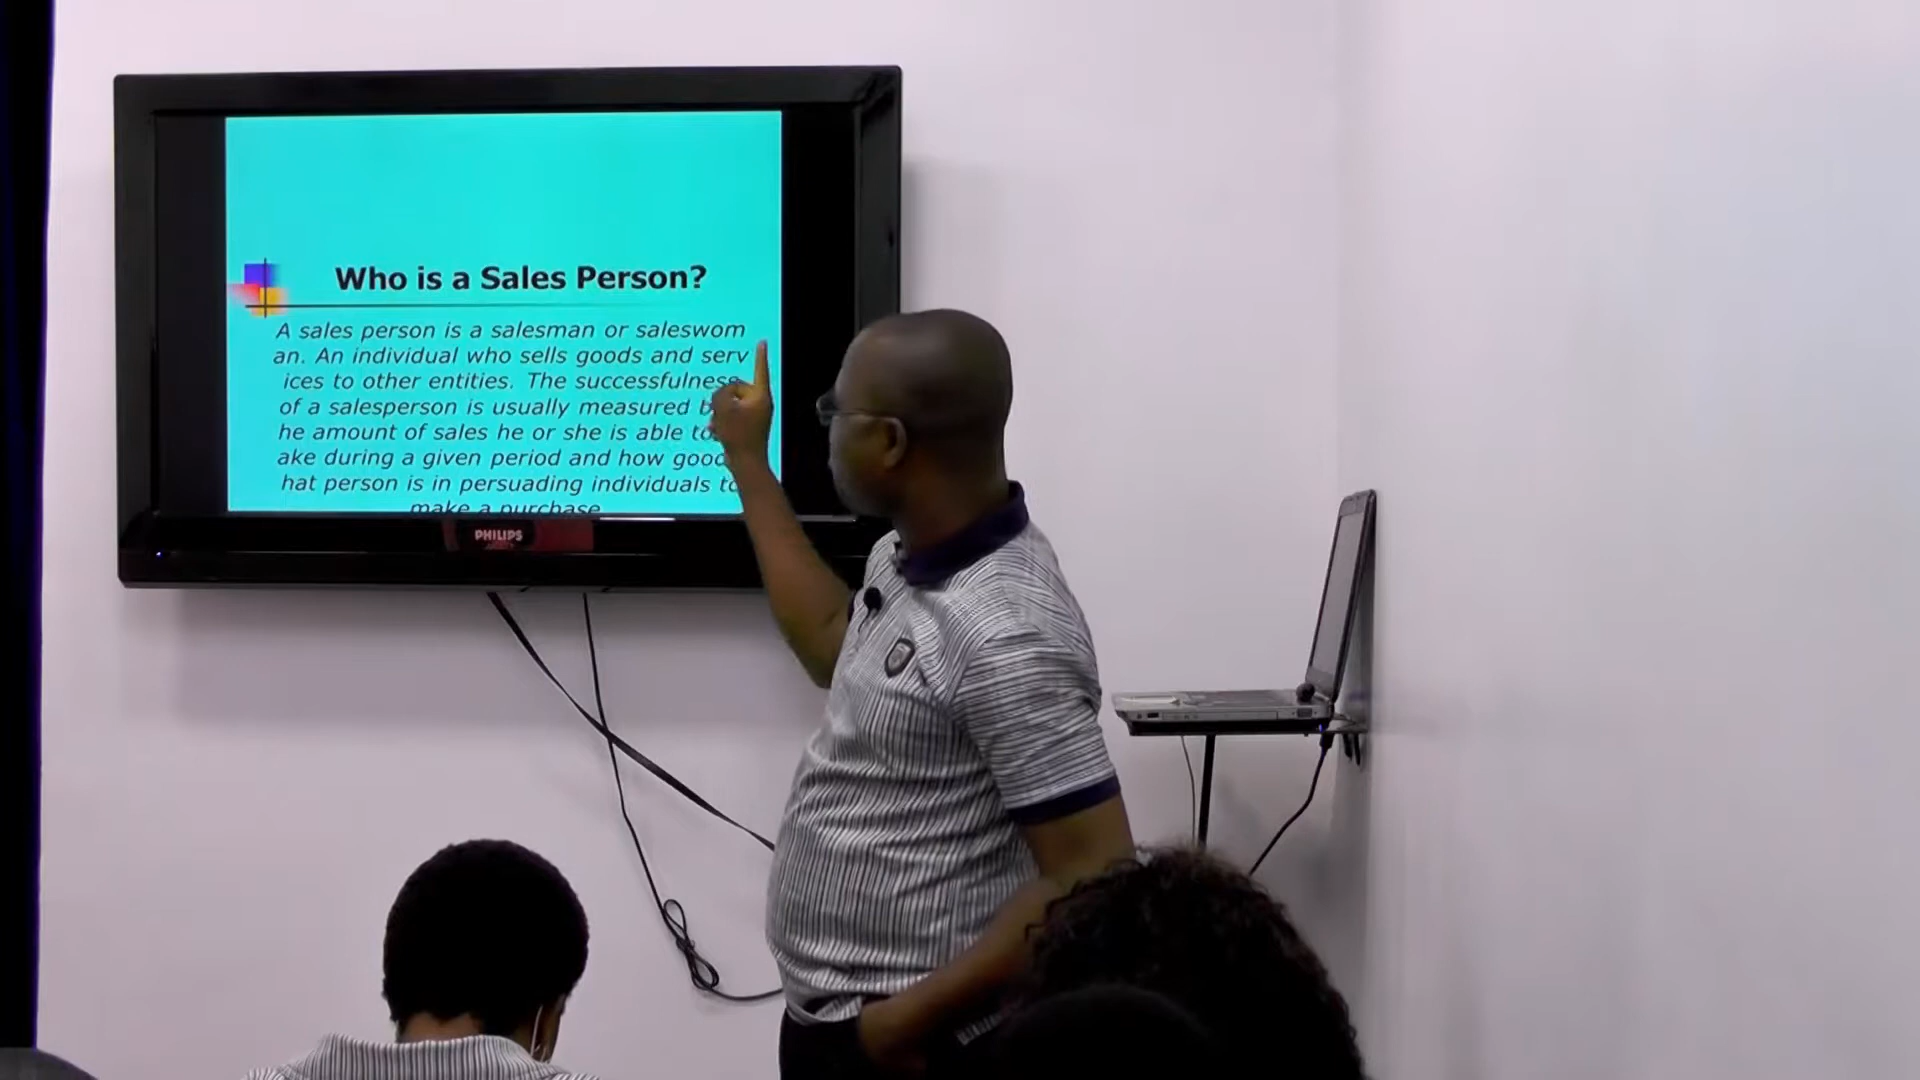 Who is a Sales Person?
A sales person is a salesman or saleswom
an. An individual who sells goods and serv
ices to other entities. The successfulness
of a salesperson is usually measured
he amount of sales he or she is able to
ake during a given period and how good
hat person is in persuading individuals to
make a purchase
PHILIPS